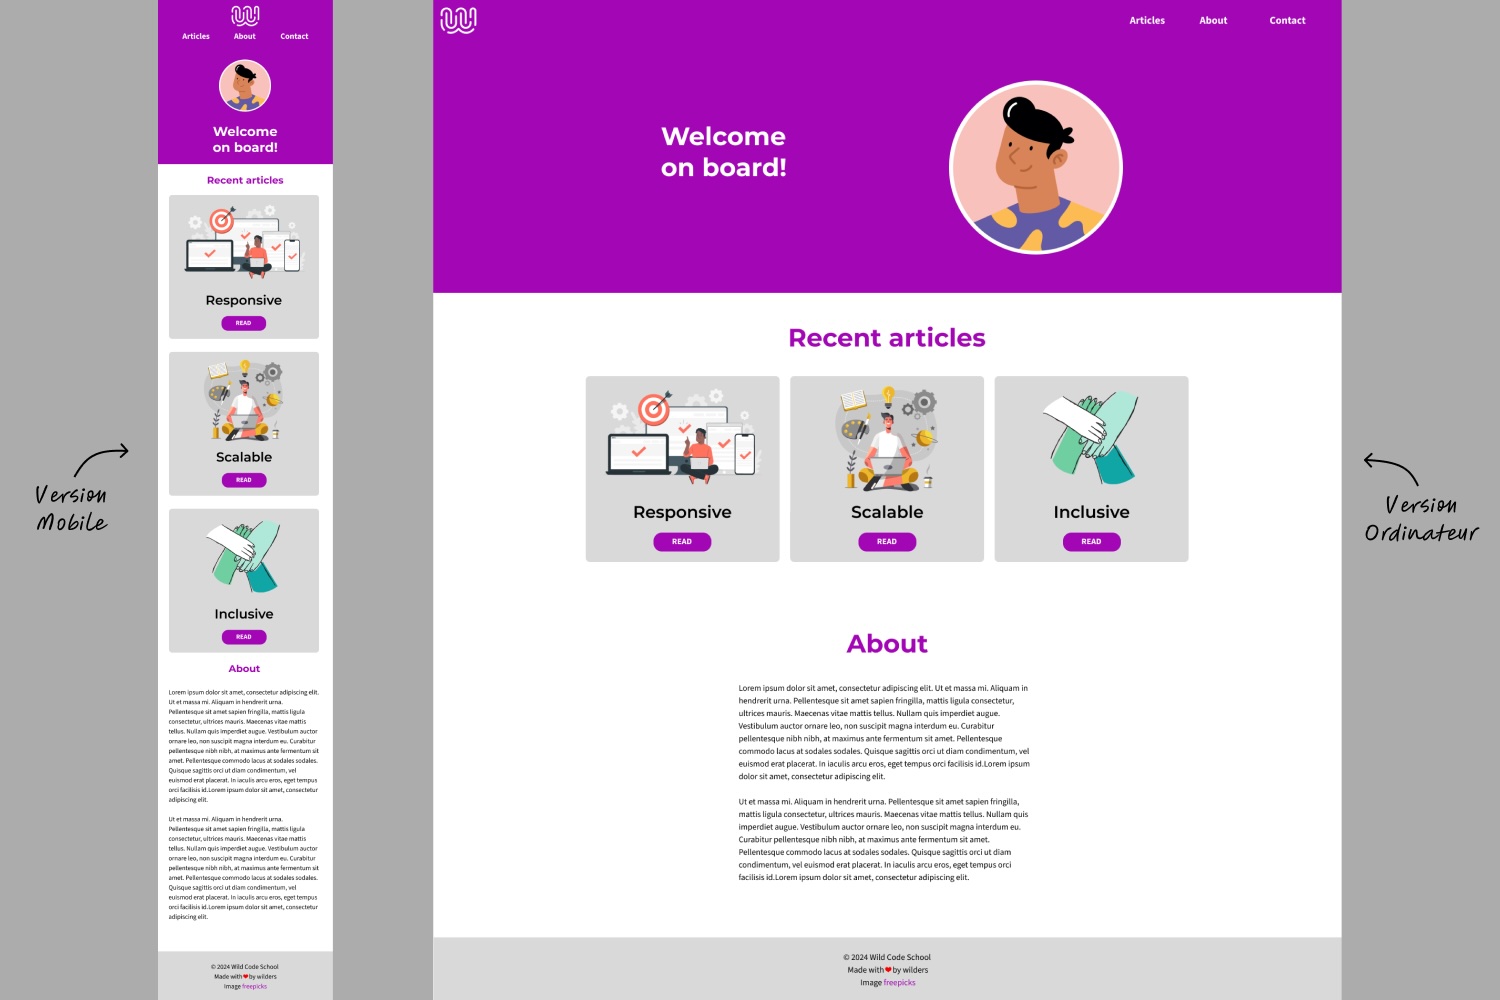 Articles
About
Contact
Welcome
on board!
Recent articles
Responsive
READ
Scalable
READ
Inclusive
READ
About
Lorem ipsum dolor sit amet, consectetur adipiscing elit.
Ut et massa mi. Aliquam in hendrerit urna.
Pellentesque sit amet sapien fringilla, mattis ligula
consectetur, ultrices mauris. Maecenas vitae mattis
tellus. Nullam quis imperdiet augue. Vestibulum auctor
ornare leo, non suscipit magna interdum eu. Curabitur
pellentesque nibh nibh, at maximus ante fermentum sit
amet. Pellentesque commodo lacus at sodales sodales.
Quisque sagittis orci ut diam condimentum, vel
euismod erat placerat. In iaculis arcu eros, eget tempus
orci facilisis id.Lorem ipsum dolor sit amet, consectetur
adipiscing elit.
Ut et massa mi. Aliquam in hendrerit urna.
Pellentesque sit amet sapien fringilla, mattis ligula
consectetur, ultrices mauris. Maecenas vitae mattis
tellus. Nullam quis imperdiet augue. Vestibulum auctor
ornare leo, non suscipit magna interdum eu. Curabitur
pellentesque nibh nibh, at maximus ante fermentum sit
amet. Pellentesque commodo lacus at sodales sodales.
Quisque sagittis orci ut diam condimentum, vel
euismod erat placerat. In iaculis arcu eros, eget tempus
orci facilisis id.Lorem ipsum dolor sit amet, consectetur
adipiscing elit.
© 2024 Wild Code School
Made with ❤ by wilders
Image freepicks
Version
Mobile
Articles
About
Contact
Welcome
on board!
Recent articles
Responsive
READ
Scalable
READ
Inclusive
READ
About
Lorem ipsum dolor sit amet, consectetur adipiscing elit. Ut et massa mi. Aliquam in
hendrerit urna. Pellentesque sit amet sapien fringilla, mattis ligula consectetur,
ultrices mauris. Maecenas vitae mattis tellus. Nullam quis imperdiet augue.
Vestibulum auctor ornare leo, non suscipit magna interdum eu. Curabitur
pellentesque nibh nibh, at maximus ante fermentum sit amet. Pellentesque
commodo lacus at sodales sodales. Quisque sagittis orci ut diam condimentum, vel
euismod erat placerat. In iaculis arcu eros, eget tempus orci facilisis id.Lorem ipsum
dolor sit amet, consectetur adipiscing elit.
Ut et massa mi. Aliquam in hendrerit urna. Pellentesque sit amet sapien fringilla,
mattis ligula consectetur, ultrices mauris. Maecenas vitae mattis tellus. Nullam quis
imperdiet augue. Vestibulum auctor ornare leo, non suscipit magna interdum eu.
Curabitur pellentesque nibh nibh, at maximus ante fermentum sit amet.
Pellentesque commodo lacus at sodales sodales. Quisque sagittis orci ut diam
condimentum, vel euismod erat placerat. In iaculis arcu eros, eget tempus orci
facilisis id.Lorem ipsum dolor sit amet, consectetur adipiscing elit.
© 2024 Wild Code School
Made with ❤ by wilders
Image freepicks
Version
Ordinateur